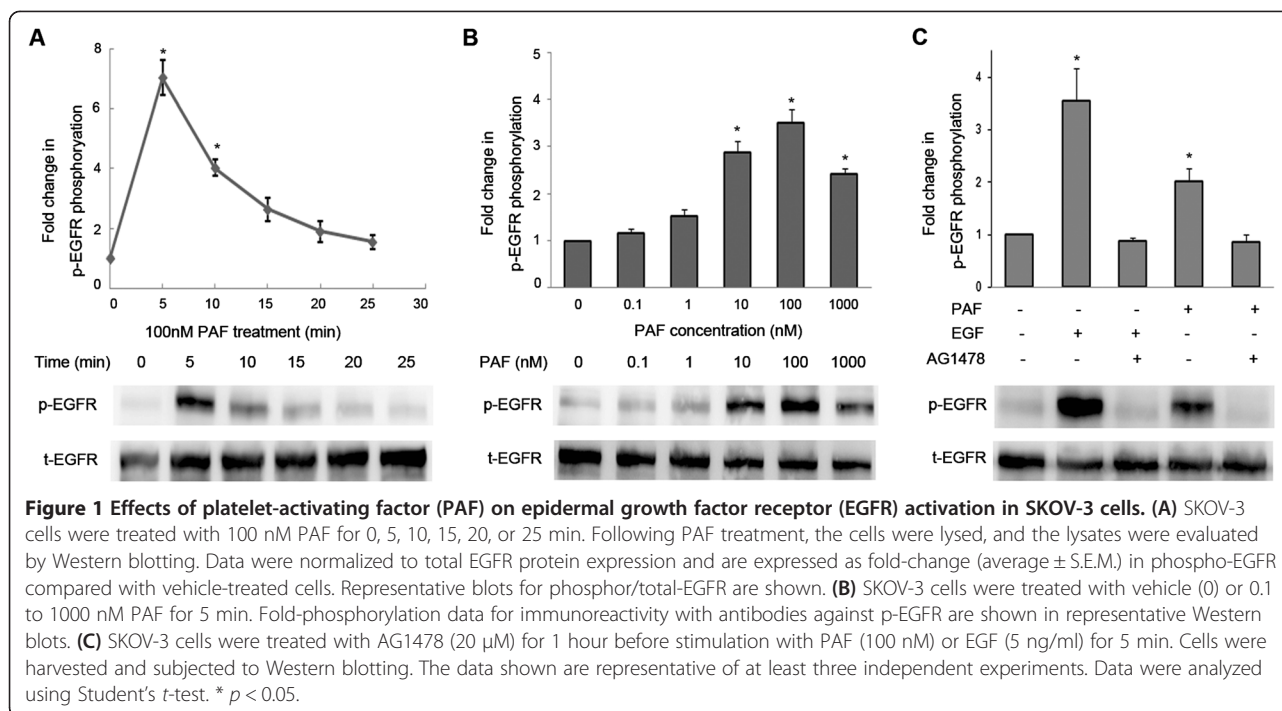 A
8
6
4
2
0
*
*
Fold change in
p-EGFR phosphorylation
0 5 10 15 20 25 30
100nM PAF treatment (min)
Time (min) 0 5 10 15 20 25
p-EGFR
t-EGFR
B
5
4
3
2
1
0
*
*
*
Fold change in
p-EGFR phosphorylation
0 0.1 1 10 100 1000
PAF concentration (nM)
PAF (nM) 0 0.1 1 10 100 1000
p-EGFR
t-EGFR
C
4
3
2
1
0
*
*
Fold change in
p-EGFR phosphorylation
PAF - - - + +
EGF - + + - -
AG1478 - - + - +
p-EGFR
t-EGFR
Figure 1 Effects of platelet-activating factor (PAF) on epidermal growth factor receptor (EGFR) activation in SKOV-3 cells. (A) SKOV-3
cells were treated with 100 nM PAF for 0, 5, 10, 15, 20, or 25 min. Following PAF treatment, the cells were lysed, and the lysates were evaluated
by Western blotting. Data were normalized to total EGFR protein expression and are expressed as fold-change (average ± S.E.M.) in phospho-EGFR
compared with vehicle-treated cells. Representative blots for phosphor/total-EGFR are shown. (B) SKOV-3 cells were treated with vehicle (0) or 0.1
to 1000 nM PAF for 5 min. Fold-phosphorylation data for immunoreactivity with antibodies against p-EGFR are shown in representative Western
blots. (C) SKOV-3 cells were treated with AG1478 (20 μM) for 1 hour before stimulation with PAF (100 nM) or EGF (5 ng/ml) for 5 min. Cells were
harvested and subjected to Western blotting. The data shown are representative of at least three independent experiments. Data were analyzed
using Student's t-test. * p < 0.05.